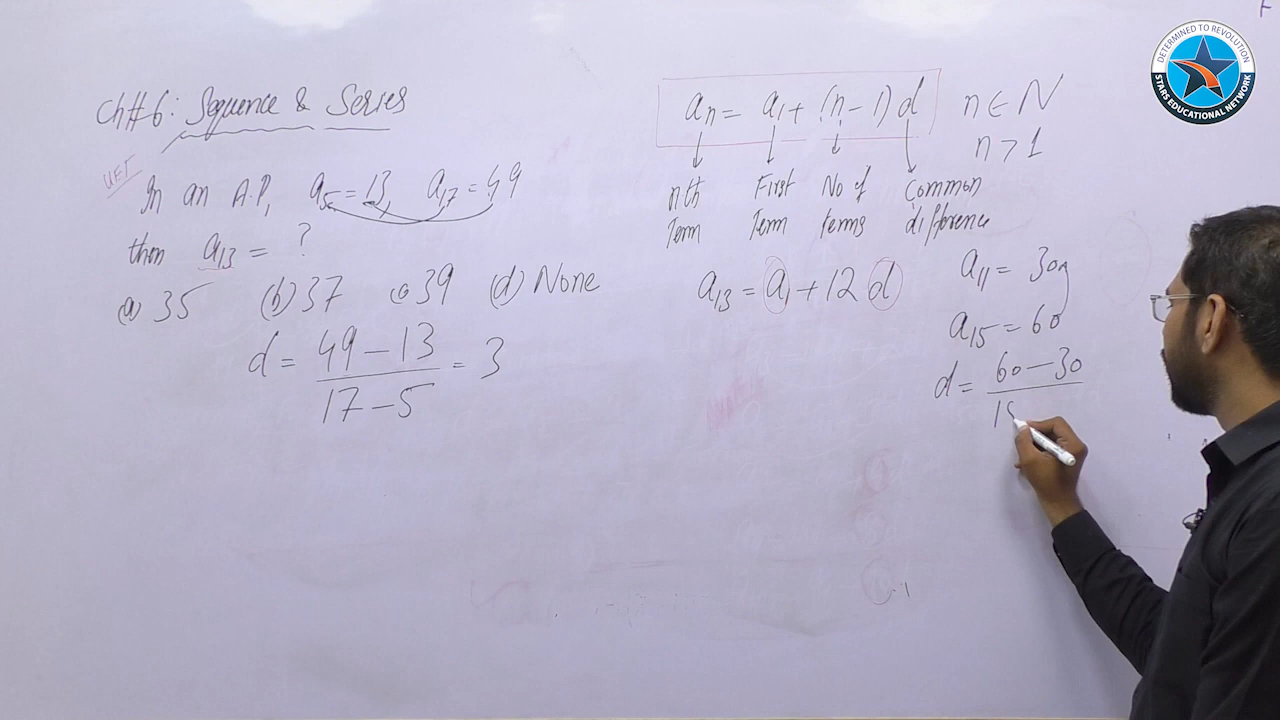 DETERMINED TO REVOLUTION
STARS EDUCATIONAL NETWORK
Ch#6: Sequence & Series
UET
In an A.P, a5=13, a17=49
then a13 = ?
(a) 35 (b) 37 (c) 39 (d) None
d = 49-13 / 17-5 = 3
an = a1 + (n-1)d
n ∈ N
n > 1
nth Term
First Term
No of terms
Common difference
a13 = a1 + 12d
a11 = 30
a15 = 60
d = 60-30 / 15